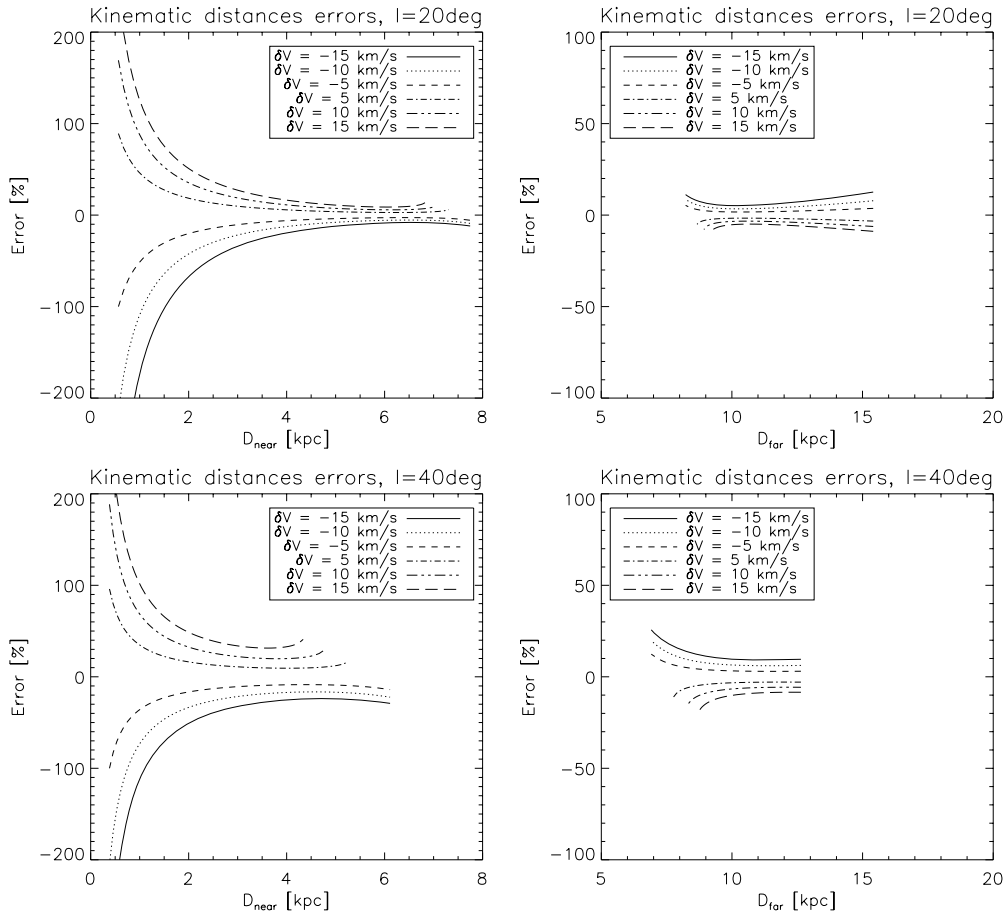 Kinematic distances errors, l=20deg
200
100
0
−100
−200
Error [%]
δV = −15 km/s
δV = −10 km/s
δV = −5 km/s
δV = 5 km/s
δV = 10 km/s
δV = 15 km/s
0 2 4 6 8
Dnear [kpc]
Kinematic distances errors, l=20deg
100
50
0
−50
−100
Error [%]
δV = −15 km/s
δV = −10 km/s
δV = −5 km/s
δV = 5 km/s
δV = 10 km/s
δV = 15 km/s
5 10 15 20
Dfar [kpc]
Kinematic distances errors, l=40deg
200
100
0
−100
−200
Error [%]
δV = −15 km/s
δV = −10 km/s
δV = −5 km/s
δV = 5 km/s
δV = 10 km/s
δV = 15 km/s
0 2 4 6 8
Dnear [kpc]
Kinematic distances errors, l=40deg
100
50
0
−50
−100
Error [%]
δV = −15 km/s
δV = −10 km/s
δV = −5 km/s
δV = 5 km/s
δV = 10 km/s
δV = 15 km/s
5 10 15 20
Dfar [kpc]